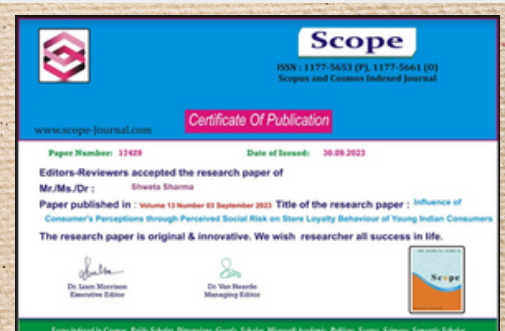 Scope
ISSN : 1177-5653 (P), 1177-5661 (O)
Scopus and Cosmos Indexed Journal
Certificate Of Publication
www.scope-journal.com
Paper Number: 12429 Date of Issued: 30.09.2023
Editors-Reviewers accepted the research paper of
Mr./Ms./Dr : Shweta Sharma
Paper published in : Volume 13 Number 03 September 2023 Title of the research paper : Influence of
Consumer's Perceptions through Perceived Social Risk on Store Loyalty Behaviour of Young Indian Consumers
The research paper is original & innovative. We wish researcher all success in life.
Dr. Liam Morrison Dr. Van Heerde
Executive Editor Managing Editor
Scope